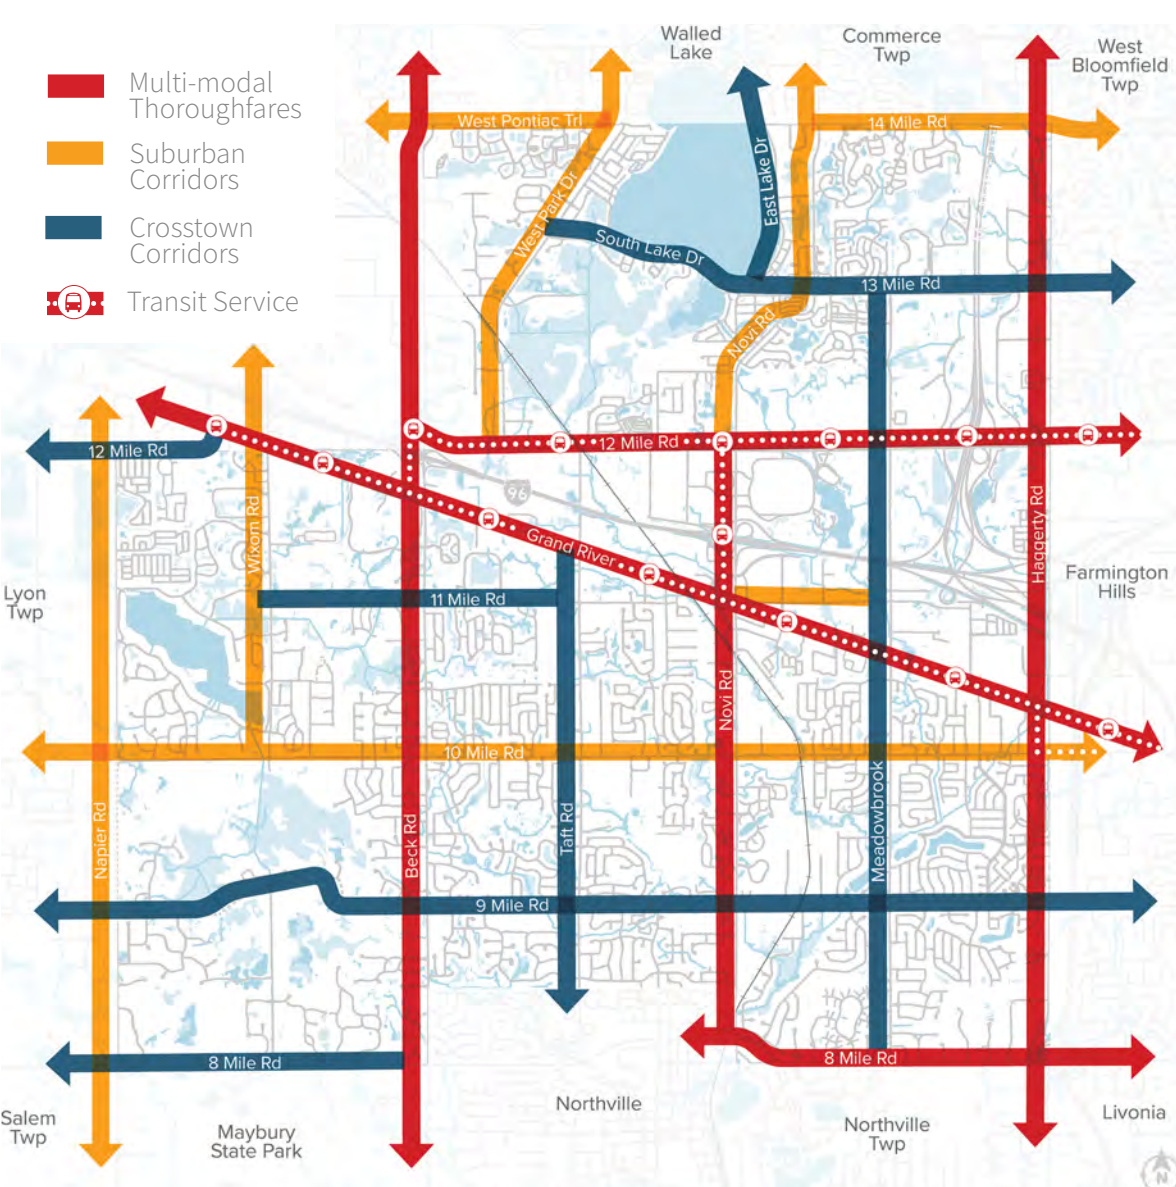 Multi-modal
Thoroughfares
Suburban
Corridors
Crosstown
Corridors
Transit Service
Walled
Lake
Commerce
Twp
West
Bloomfield
Twp
West Pontiac Trl
14 Mile Rd
East Lake Dr
West Park Dr
South Lake Dr
13 Mile Rd
Novi Rd
12 Mile Rd
12 Mile Rd
96
Wixom Rd
Grand River
Haggerty Rd
Lyon
Twp
Farmington
Hills
11 Mile Rd
Novi Rd
10 Mile Rd
Napier Rd
Beck Rd
Taft Rd
Meadowbrook
9 Mile Rd
8 Mile Rd
8 Mile Rd
Salem
Twp
Maybury
State Park
Northville
Northville
Twp
Livonia
N